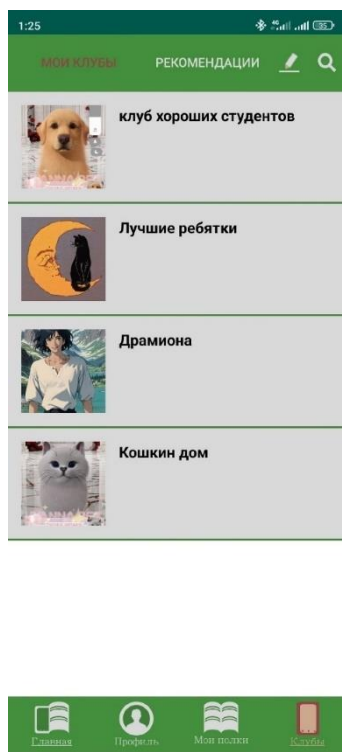 1:25
МОИ КЛУБЫ РЕКОМЕНДАЦИИ
клуб хороших студентов
Лучшие ребятки
Драмиона
Кошкин дом
Главная Профиль Мои полки Клубы